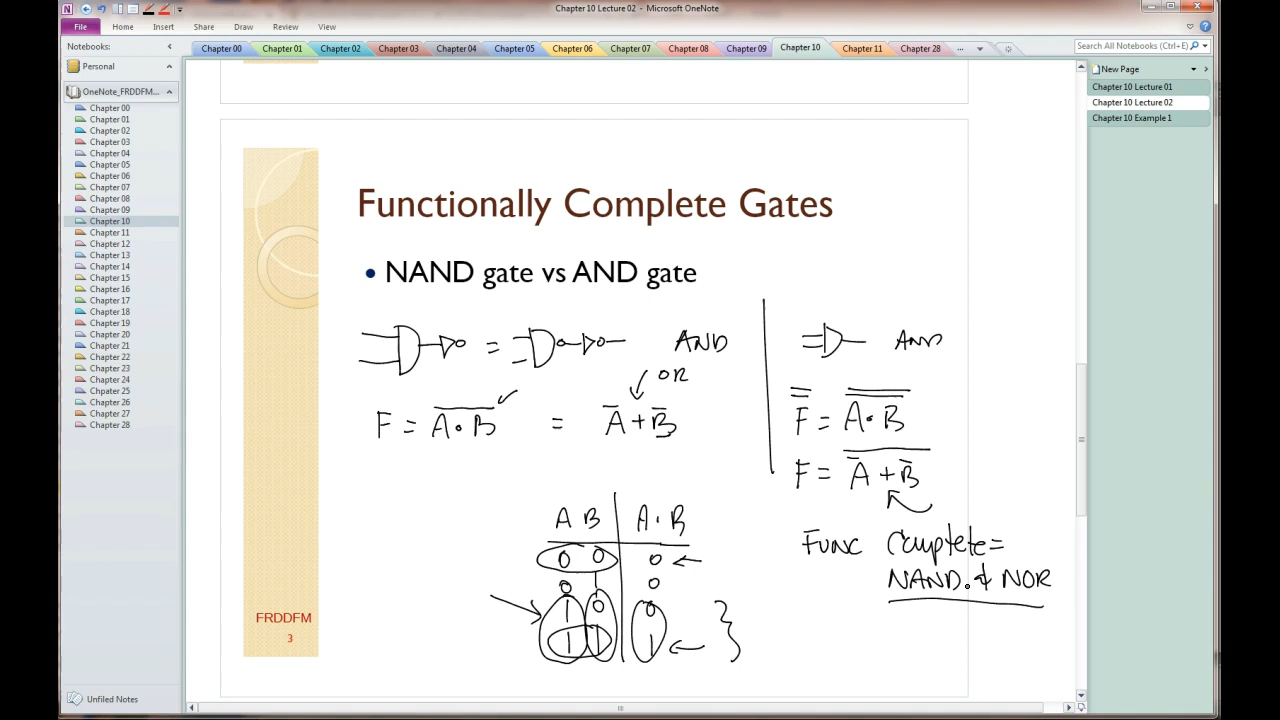 Chapter 10 Lecture 02 - Microsoft OneNote
File Home Insert Share Draw Review View
Notebooks:
Chapter 00 Chapter 01 Chapter 02 Chapter 03 Chapter 04 Chapter 05 Chapter 06 Chapter 07 Chapter 08 Chapter 09 Chapter 10 Chapter 11 Chapter 28 ...
Search All Notebooks (Ctrl+E)
Personal
OneNote_FRDDFM...
Chapter 00
Chapter 01
Chapter 02
Chapter 03
Chapter 04
Chapter 05
Chapter 06
Chapter 07
Chapter 08
Chapter 09
Chapter 10
Chapter 11
Chapter 12
Chapter 13
Chapter 14
Chapter 15
Chapter 16
Chapter 17
Chapter 18
Chapter 19
Chapter 20
Chapter 21
Chapter 22
Chapter 23
Chapter 24
Chpater 25
Chapter 26
Chapter 27
Chapter 28
Unfiled Notes
Functionally Complete Gates
• NAND gate vs AND gate
= AND
OR
F = A̅ ̅•̅ ̅B̅ = A̅ + B̅
A B A · B
0 0 0
0 1 0
1 0 0
1 1 1
AND
F̿ = A̿ ̿•̿ ̿B̿
F = \overline{A̅ + B̅}
Func Complete =
NAND. & NOR
FRDDFM
3
New Page
Chapter 10 Lecture 01
Chapter 10 Lecture 02
Chapter 10 Example 1